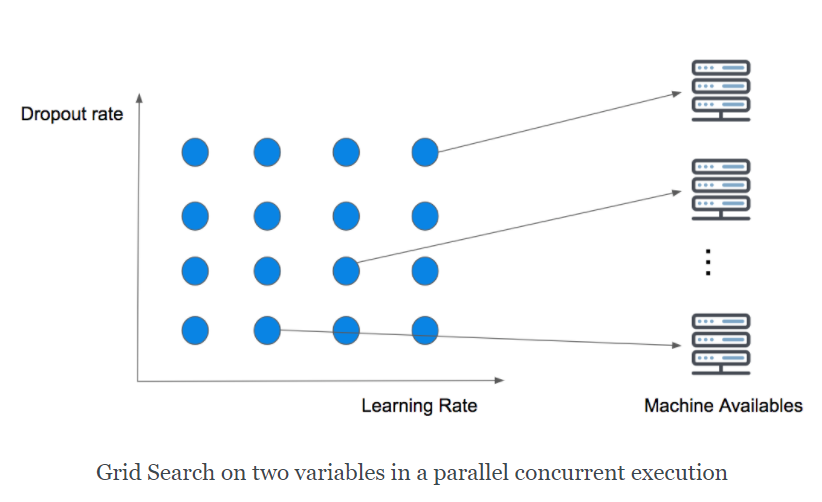 Dropout rate
Learning Rate
Machine Availables
Grid Search on two variables in a parallel concurrent execution